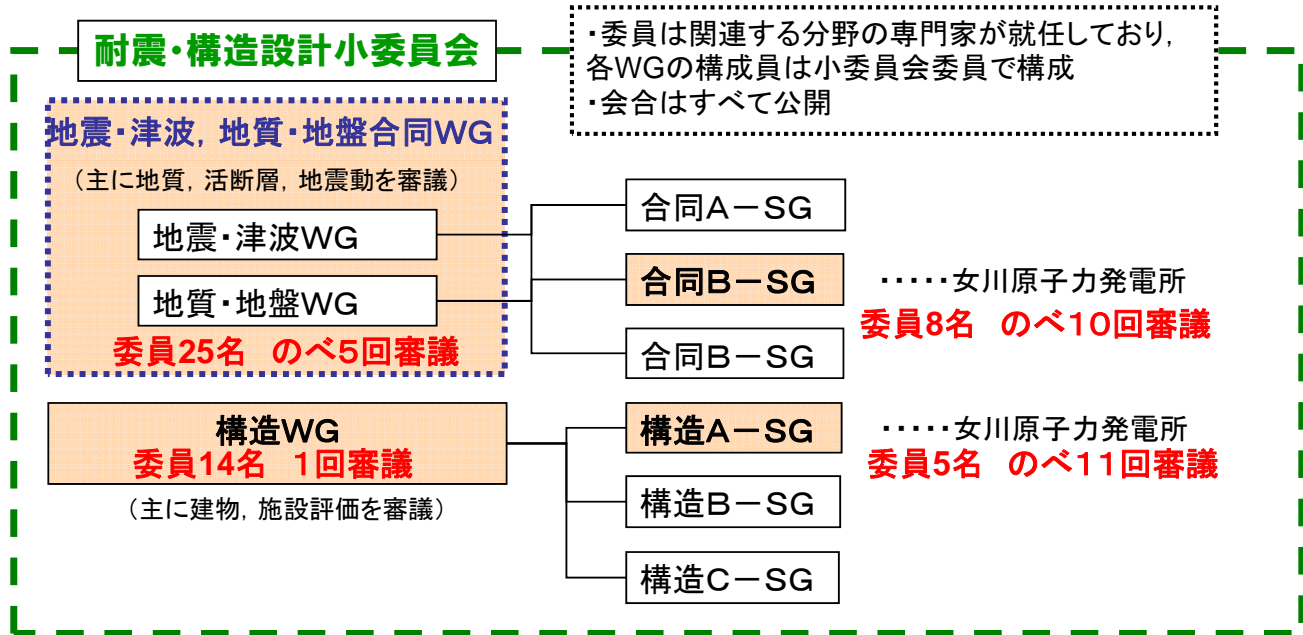 耐震・構造設計小委員会
・委員は関連する分野の専門家が就任しており，
各WGの構成員は小委員会委員で構成
・会合はすべて公開
地震・津波，地質・地盤合同ＷＧ
（主に地質，活断層，地震動を審議）
地震・津波ＷＧ
地質・地盤ＷＧ
委員25名　のべ５回審議
合同Ａ－ＳＧ
合同Ｂ－ＳＧ
・・・・・女川原子力発電所
委員8名　のべ１０回審議
合同Ｂ－ＳＧ
構造ＷＧ
委員14名　１回審議
（主に建物，施設評価を審議）
構造Ａ－ＳＧ
・・・・・女川原子力発電所
委員5名　のべ１１回審議
構造Ｂ－ＳＧ
構造Ｃ－ＳＧ